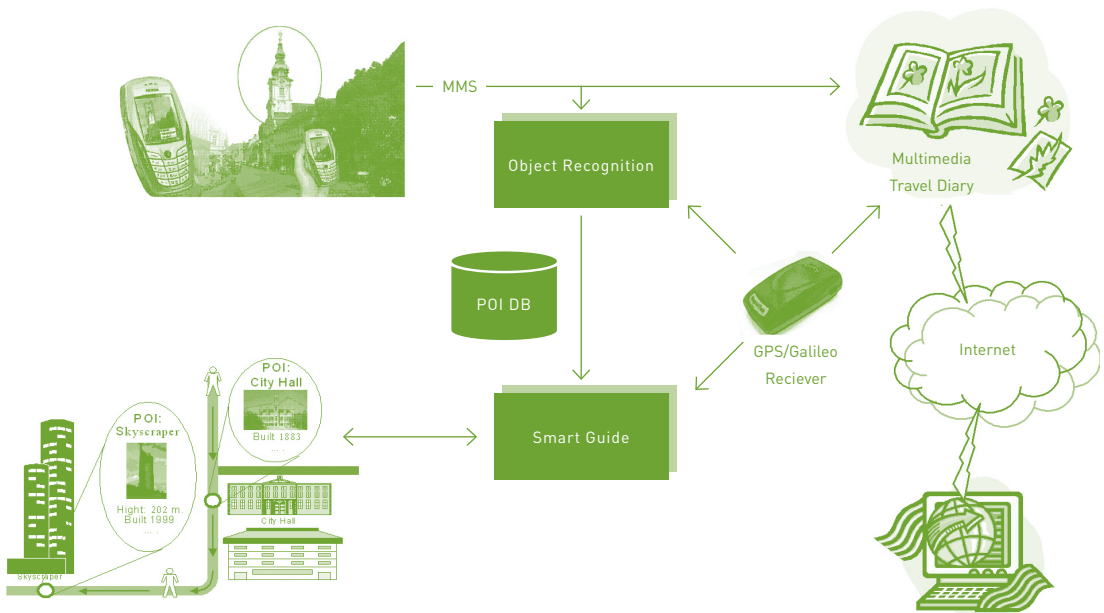 MMS
Object Recognition
Multimedia
Travel Diary
POI DB
GPS/Galileo
Reciever
Internet
Smart Guide
POI:
City Hall
Built 1883
.... .
POI:
Skyscraper
Hight: 202 m.
Built 1999
.... .
City Hall
Skyscraper